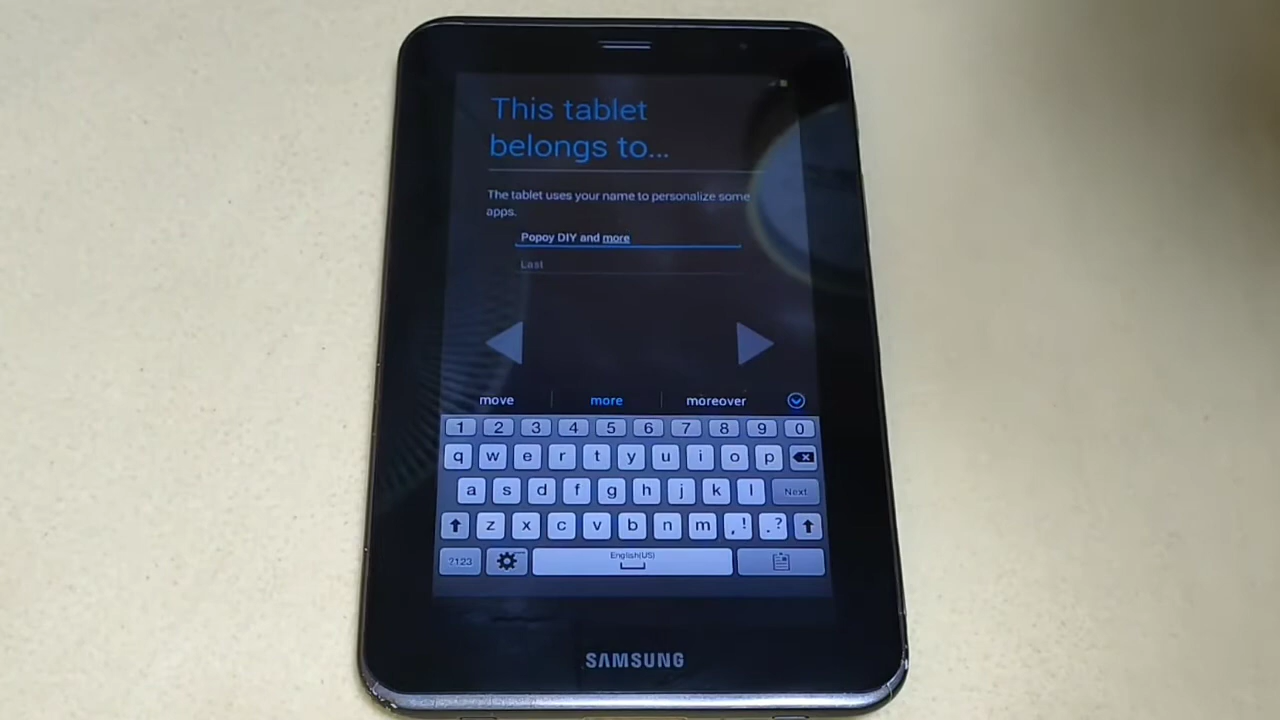 This tablet
belongs to...
The tablet uses your name to personalize some
apps.
Popoy DIY and more
Last
move more moreover
1 2 3 4 5 6 7 8 9 0
q w e r t y u i o p
a s d f g h j k l Next
z x c v b n m ,! .?
?123 English(US)
SAMSUNG